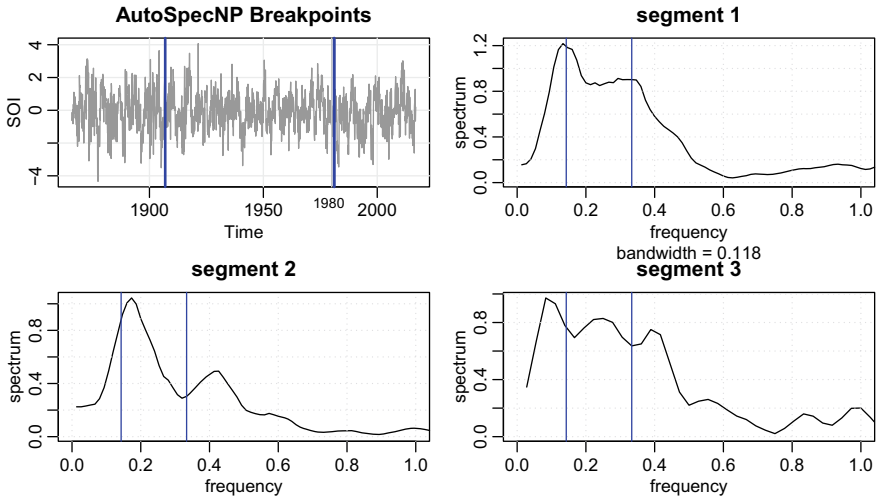 AutoSpecNP Breakpoints
SOI
4
2
0
−4
1900
1950
1980
2000
Time
segment 1
spectrum
1.2
0.8
0.4
0.0
0.0 0.2 0.4 0.6 0.8 1.0
frequency
bandwidth = 0.118
segment 2
spectrum
0.8
0.4
0.0
0.0 0.2 0.4 0.6 0.8 1.0
frequency
segment 3
spectrum
0.8
0.4
0.0
0.0 0.2 0.4 0.6 0.8 1.0
frequency